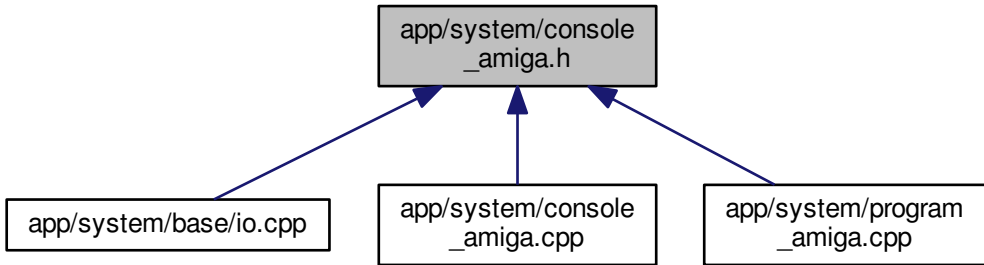 app/system/console
_amiga.h
app/system/base/io.cpp
app/system/console
_amiga.cpp
app/system/program
_amiga.cpp